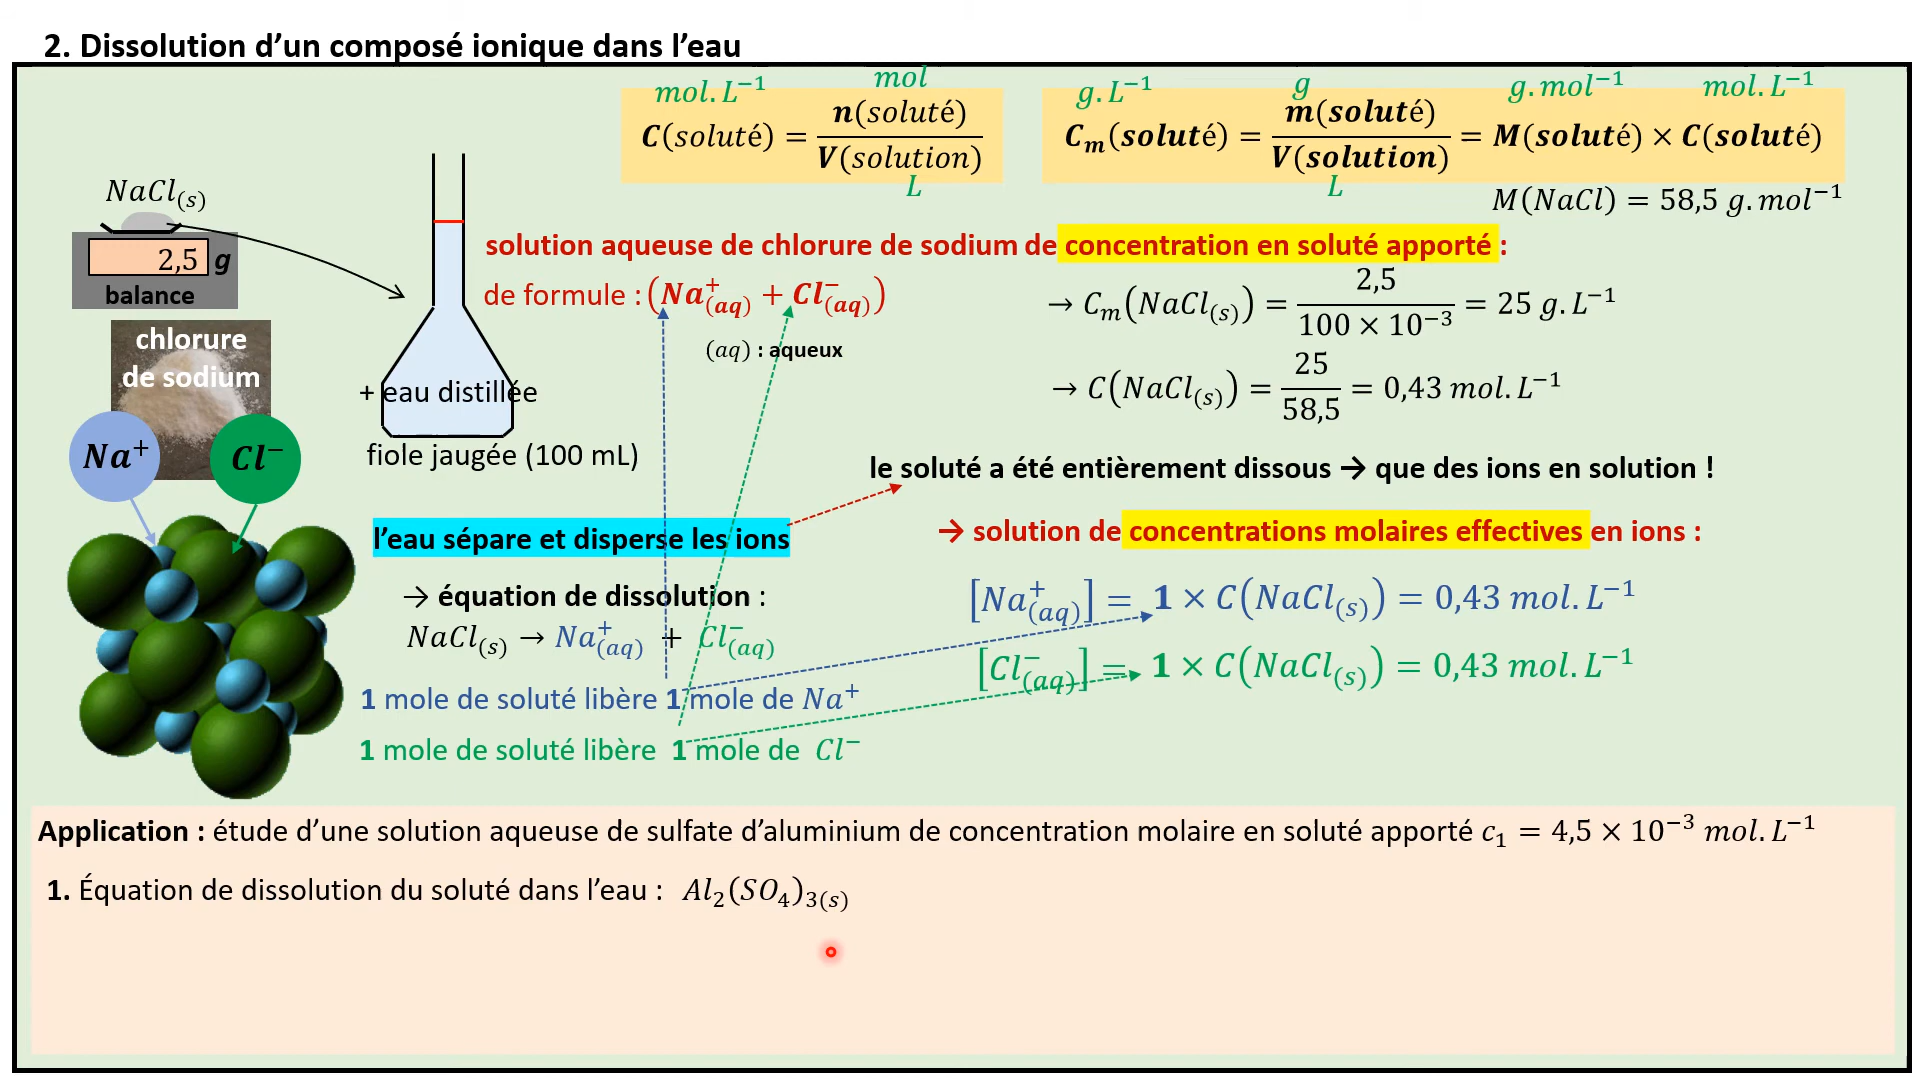 2. Dissolution d’un composé ionique dans l’eau
mol.L⁻¹ mol
C(soluté) = n(soluté) / V(solution)
L
g.L⁻¹ g g.mol⁻¹ mol.L⁻¹
Cₘ(soluté) = m(soluté) / V(solution) = M(soluté) × C(soluté)
L
M(NaCl) = 58,5 g.mol⁻¹
NaCl(s)
2,5 g
balance
chlorure
de sodium
Na⁺ Cl⁻
+ eau distillée
fiole jaugée (100 mL)
solution aqueuse de chlorure de sodium de concentration en soluté apporté :
de formule : (Na⁺(aq) + Cl⁻(aq))
(aq) : aqueux
→ Cₘ(NaCl(s)) = 2,5 / 100 × 10⁻³ = 25 g.L⁻¹
→ C(NaCl(s)) = 25 / 58,5 = 0,43 mol.L⁻¹
le soluté a été entièrement dissous → que des ions en solution !
l’eau sépare et disperse les ions
→ solution de concentrations molaires effectives en ions :
→ équation de dissolution :
NaCl(s) → Na⁺(aq) + Cl⁻(aq)
1 mole de soluté libère 1 mole de Na⁺
1 mole de soluté libère 1 mole de Cl⁻
[Na⁺(aq)] = 1 × C(NaCl(s)) = 0,43 mol.L⁻¹
[Cl⁻(aq)] = 1 × C(NaCl(s)) = 0,43 mol.L⁻¹
Application : étude d’une solution aqueuse de sulfate d’aluminium de concentration molaire en soluté apporté c₁ = 4,5 × 10⁻³ mol.L⁻¹
1. Équation de dissolution du soluté dans l’eau : Al₂(SO₄)₃(s)